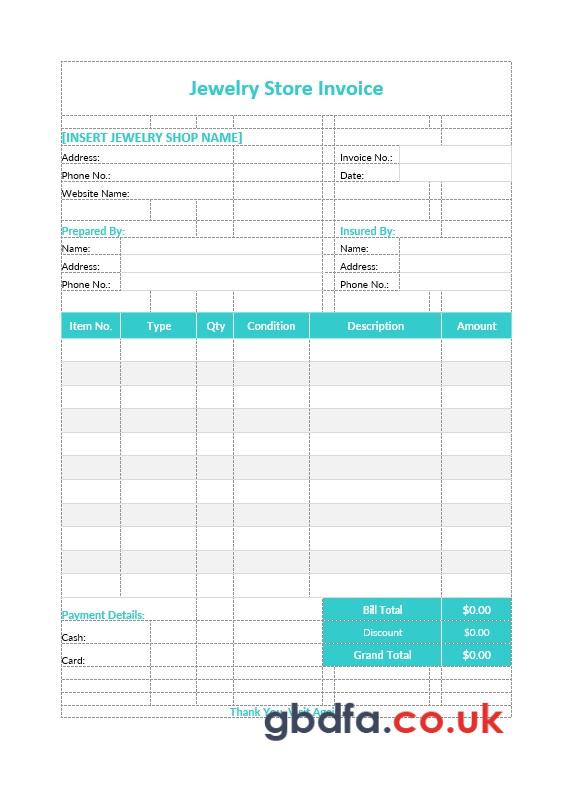 Jewelry Store Invoice
[INSERT JEWELRY SHOP NAME]
Address: Invoice No.:
Phone No.: Date:
Website Name:
Prepared By: Insured By:
Name: Name:
Address: Address:
Phone No.: Phone No.:
Item No. Type Qty Condition Description Amount
Bill Total $0.00
Payment Details:
Discount $0.00
Cash:
Grand Total $0.00
Card:
Thank You
gbdfa.co.uk